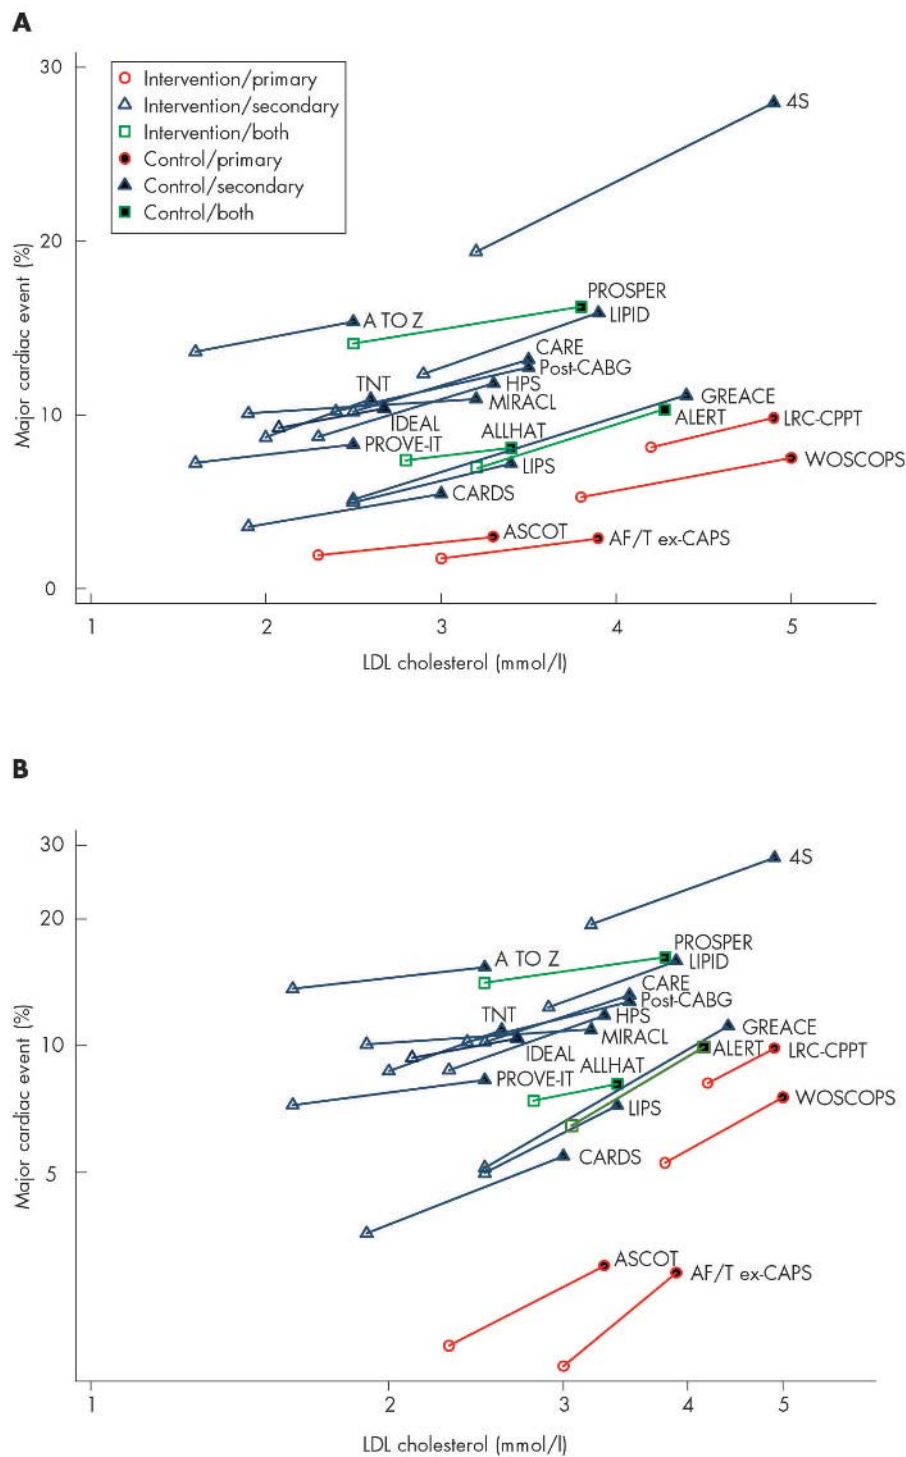 A
30
20
10
0
Major cardiac event (%)
Intervention/primary
Intervention/secondary
Intervention/both
Control/primary
Control/secondary
Control/both
4S
PROSPER
LIPID
A TO Z
CARE
Post-CABG
TNT
HPS
MIRACL
GREACE
IDEAL
ALERT
LRC-CPPT
PROVE-IT
ALLHAT
LIPS
WOSCOPS
CARDS
ASCOT
AF/T ex-CAPS
1 2 3 4 5
LDL cholesterol (mmol/l)
B
30
20
10
5
Major cardiac event (%)
4S
PROSPER
A TO Z
LIPID
CARE
Post-CABG
TNT
HPS
GREACE
MIRACL
IDEAL
ALERT
LRC-CPPT
ALLHAT
PROVE-IT
WOSCOPS
LIPS
CARDS
ASCOT
AF/T ex-CAPS
1 2 3 4 5
LDL cholesterol (mmol/l)